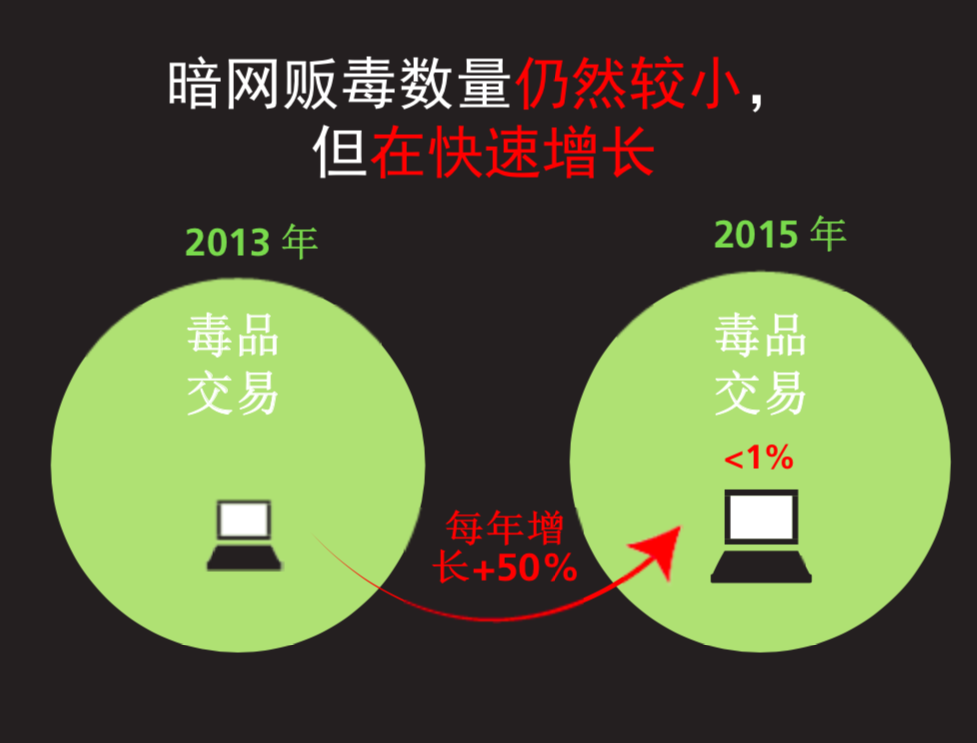 暗网贩毒数量仍然较小，
但在快速增长
2013 年
2015 年
毒品
交易
毒品
交易
<1%
每年增
长+50%